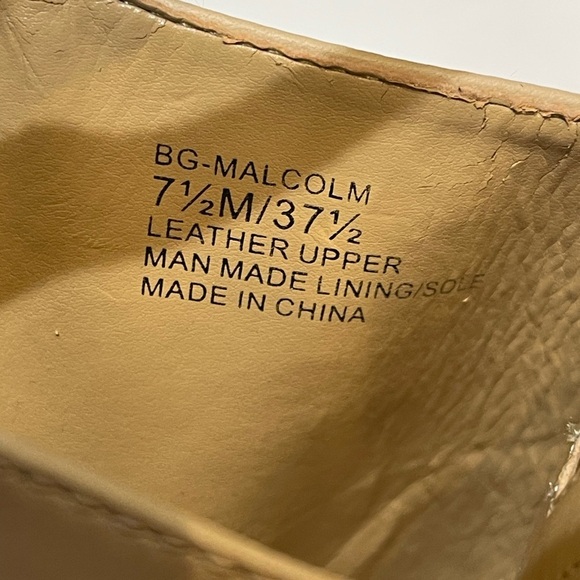 BG-MALCOLM
7½M/37½
LEATHER UPPER
MAN MADE LINING/SOLE
MADE IN CHINA